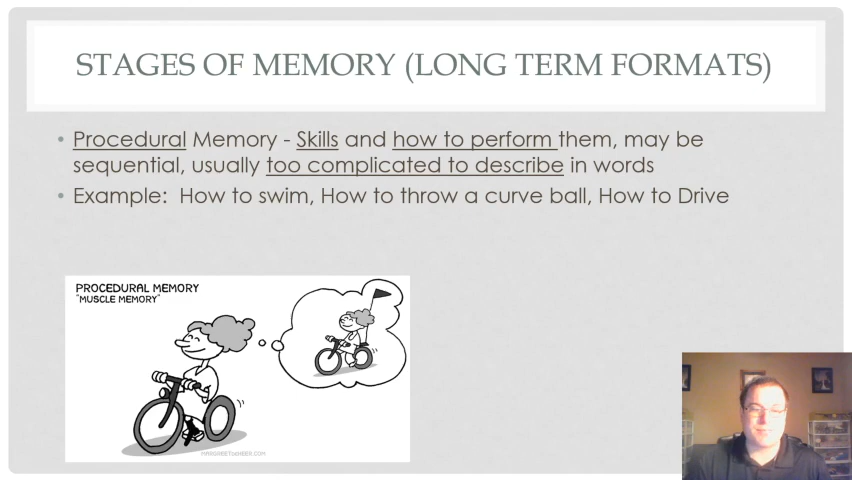 STAGES OF MEMORY (LONG TERM FORMATS)
• Procedural Memory - Skills and how to perform them, may be
sequential, usually too complicated to describe in words
• Example: How to swim, How to throw a curve ball, How to Drive
PROCEDURAL MEMORY
"MUSCLE MEMORY"